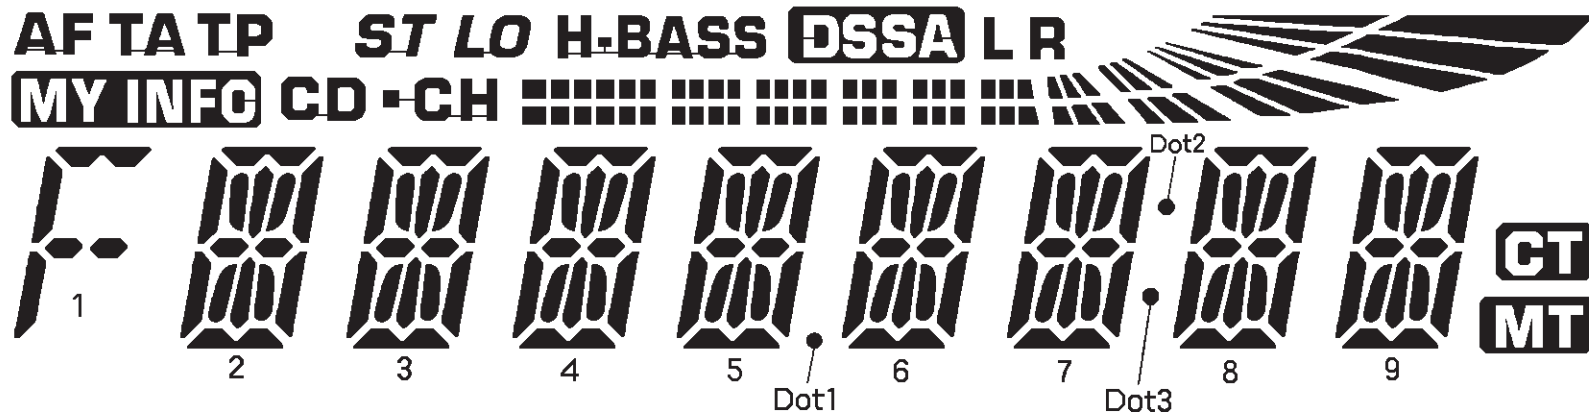 AF TA TP ST LO H-BASS DSSA L R
MY INFO CD-CH
Dot2
F
CT
1
MT
2 3 4 5 6 7 8 9
Dot1 Dot3